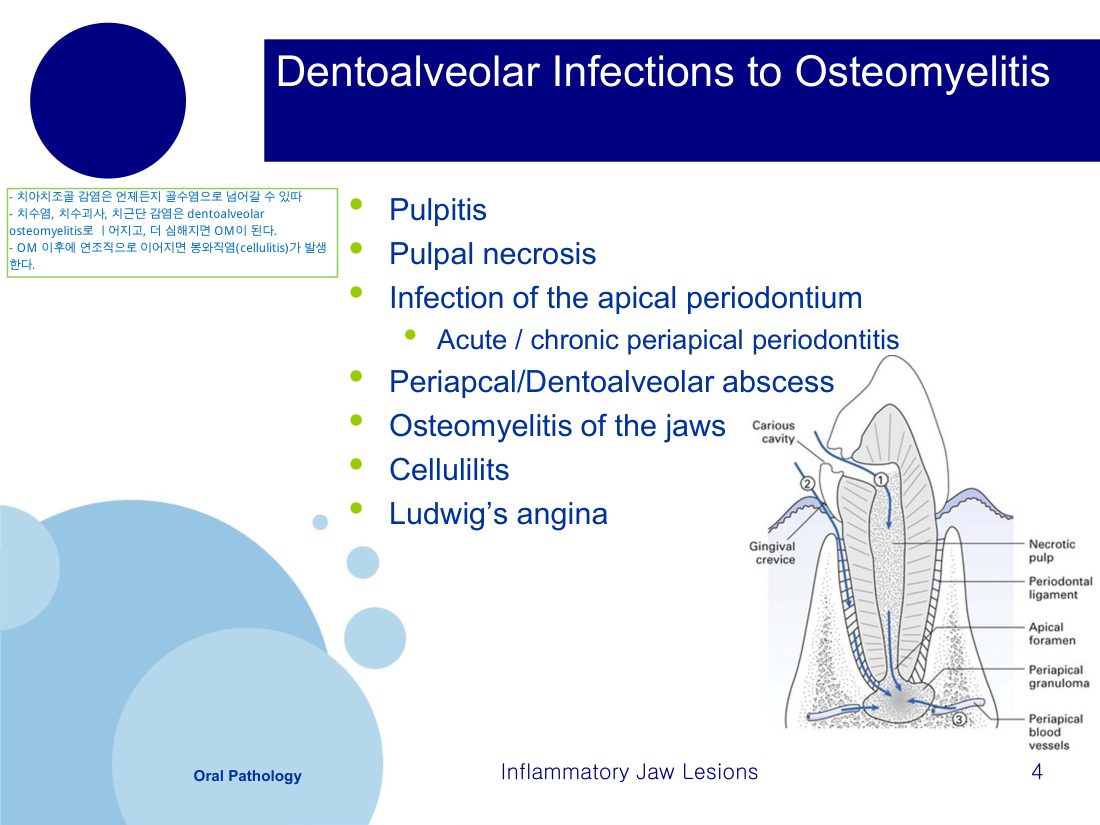 Dentoalveolar Infections to Osteomyelitis
- 치아치조골 감염은 언제든지 골수염으로 넘어갈 수 있따
- 치수염, 치수괴사, 치근단 감염은 dentoalveolar
osteomyelitis로 ㅣ어지고, 더 심해지면 OM이 된다.
- OM 이후에 연조직으로 이어지면 봉와직염(cellulitis)가 발생
한다.
• Pulpitis
• Pulpal necrosis
• Infection of the apical periodontium
• Acute / chronic periapical periodontitis
• Periapcal/Dentoalveolar abscess
• Osteomyelitis of the jaws
• Cellulilits
• Ludwig’s angina
Carious
cavity
1
2
Gingival
crevice
Necrotic
pulp
Periodontal
ligament
Apical
foramen
Periapical
granuloma
3
Periapical
blood
vessels
Oral Pathology
Inflammatory Jaw Lesions
4